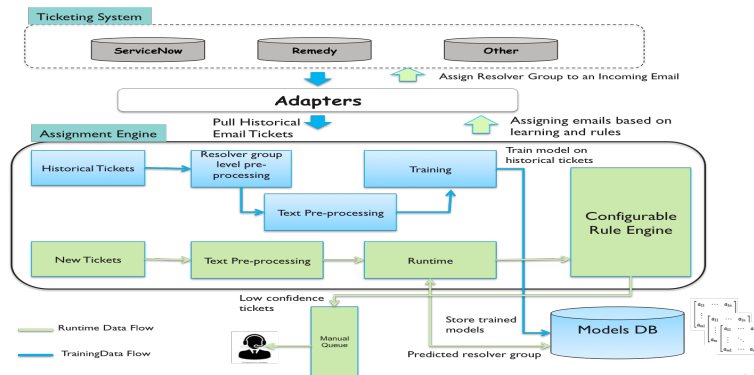 Ticketing System
ServiceNow
Remedy
Other
Assign Resolver Group to an Incoming Email
Adapters
Pull Historical
Email Tickets
Assigning emails based on
learning and rules
Assignment Engine
Train model on
historical tickets
Historical Tickets
Resolver group
level pre-
processing
Training
Text Pre-processing
Configurable
Rule Engine
New Tickets
Text Pre-processing
Runtime
Low confidence
tickets
Store trained
models
Models DB
Runtime Data Flow
Manual
Queue
TrainingData Flow
Predicted resolver group